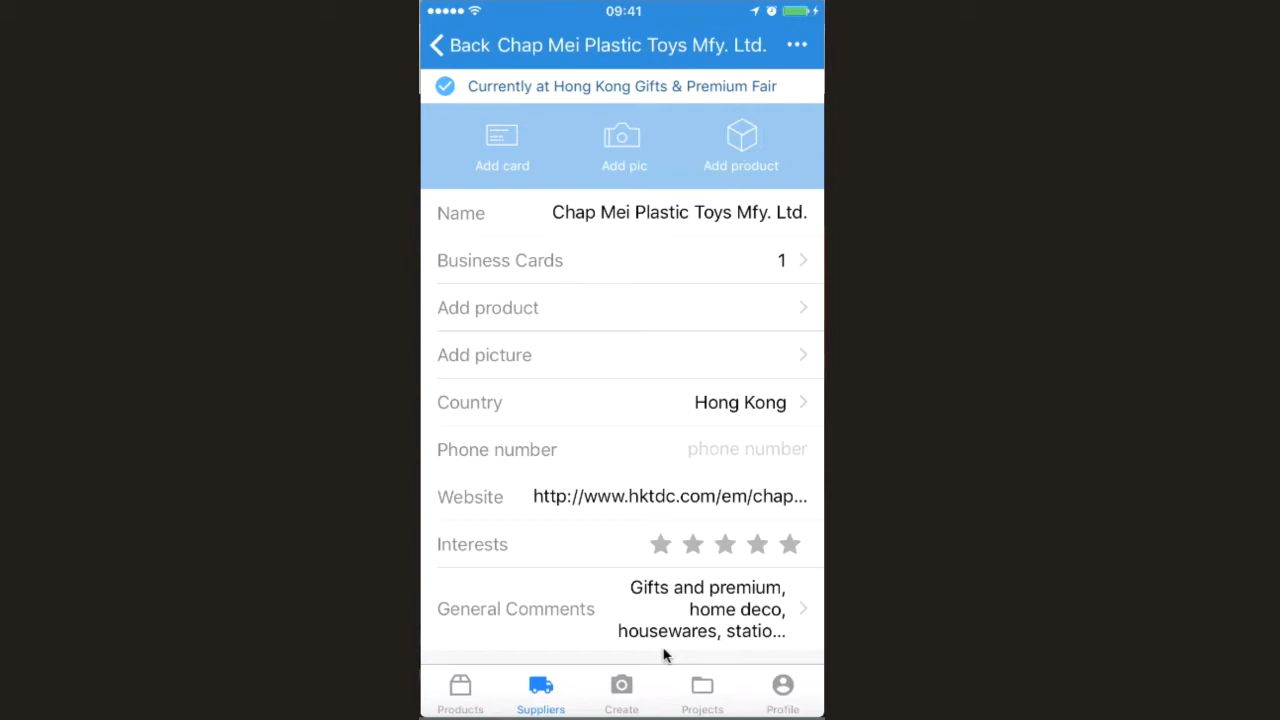 09:41
Back Chap Mei Plastic Toys Mfy. Ltd.
Currently at Hong Kong Gifts & Premium Fair
Add card Add pic Add product
Name Chap Mei Plastic Toys Mfy. Ltd.
Business Cards 1
Add product
Add picture
Country Hong Kong
Phone number phone number
Website http://www.hktdc.com/em/chap...
Interests
General Comments Gifts and premium,
home deco,
housewares, statio...
Products Suppliers Create Projects Profile